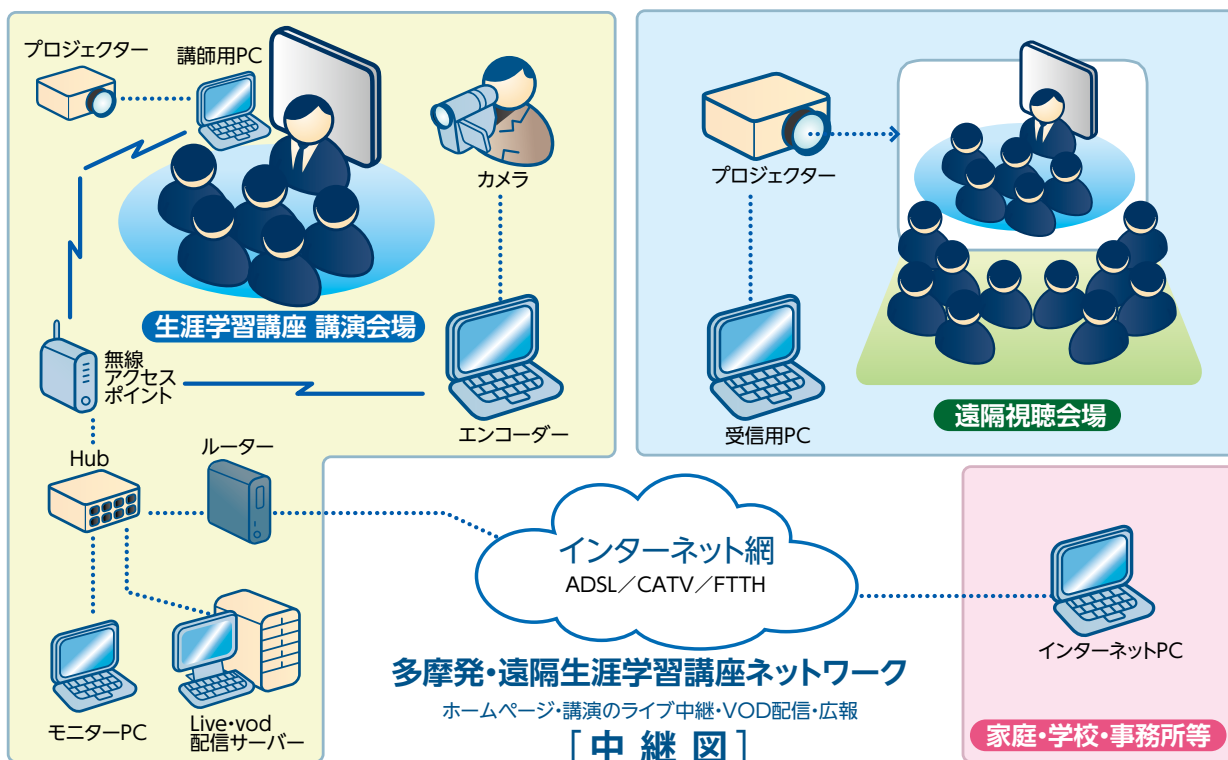 プロジェクター
講師用PC
カメラ
生涯学習講座 講演会場
無線
アクセス
ポイント
エンコーダー
Hub
ルーター
モニターPC
Live・vod
配信サーバー
プロジェクター
受信用PC
遠隔視聴会場
インターネット網
ADSL／CATV／FTTH
インターネットPC
家庭・学校・事務所等
多摩発・遠隔生涯学習講座ネットワーク
ホームページ・講演のライブ中継・VOD配信・広報
［中 継 図］